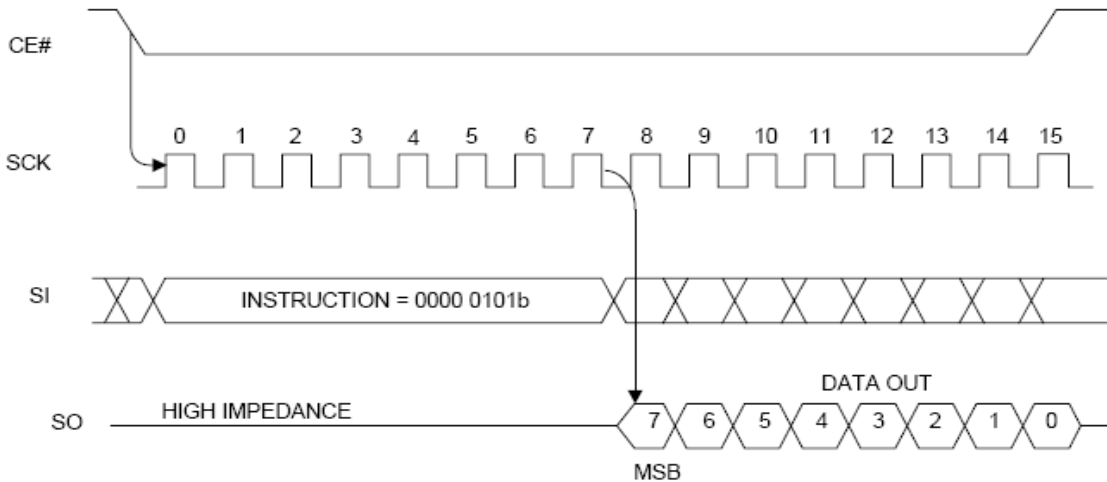 CE#
0 1 2 3 4 5 6 7 8 9 10 11 12 13 14 15
SCK
SI INSTRUCTION = 0000 0101b
DATA OUT
SO HIGH IMPEDANCE 7 6 5 4 3 2 1 0
MSB